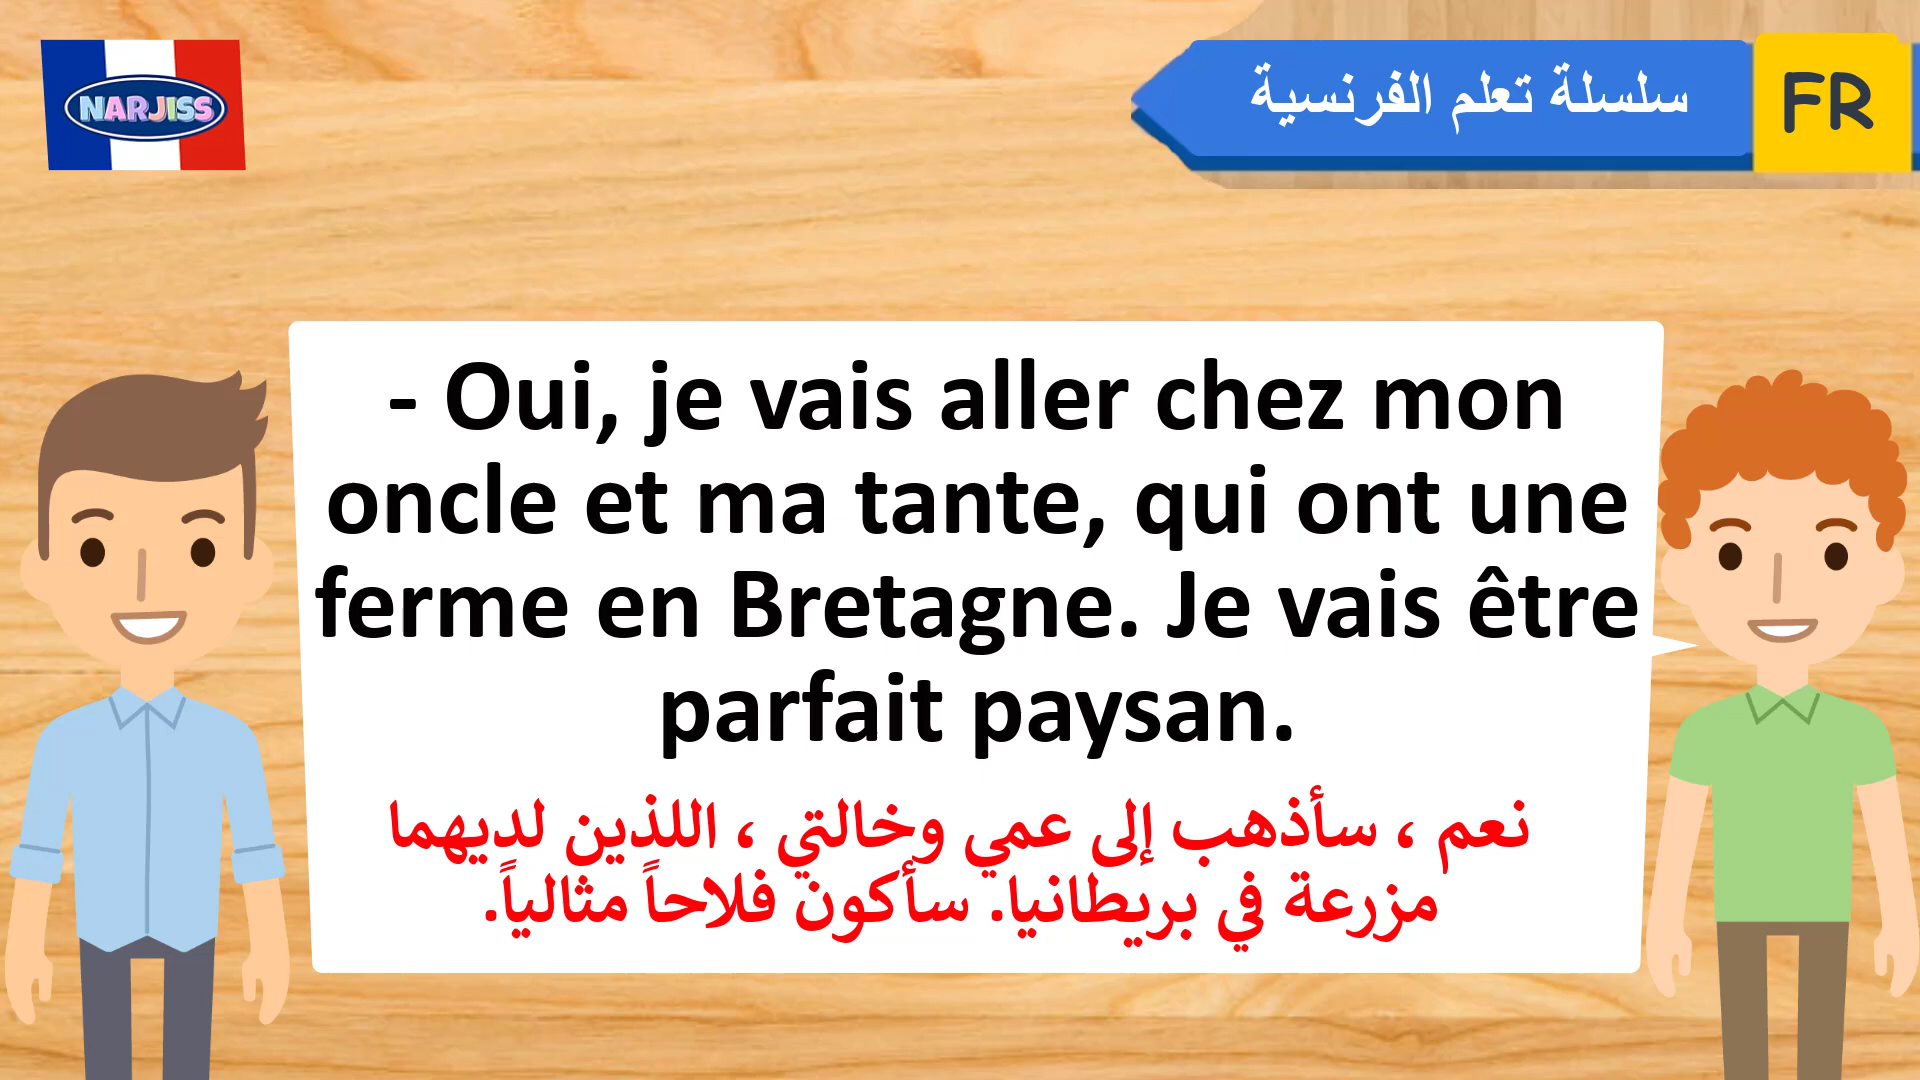 NARJISS
سلسلة تعلم الفرنسية
FR
- Oui, je vais aller chez mon
oncle et ma tante, qui ont une
ferme en Bretagne. Je vais être
parfait paysan.
نعم ، سأذهب إلى عمي وخالتي ، اللذين لديهما
مزرعة في بريطانيا. سأكون فلاحاً مثالياً.